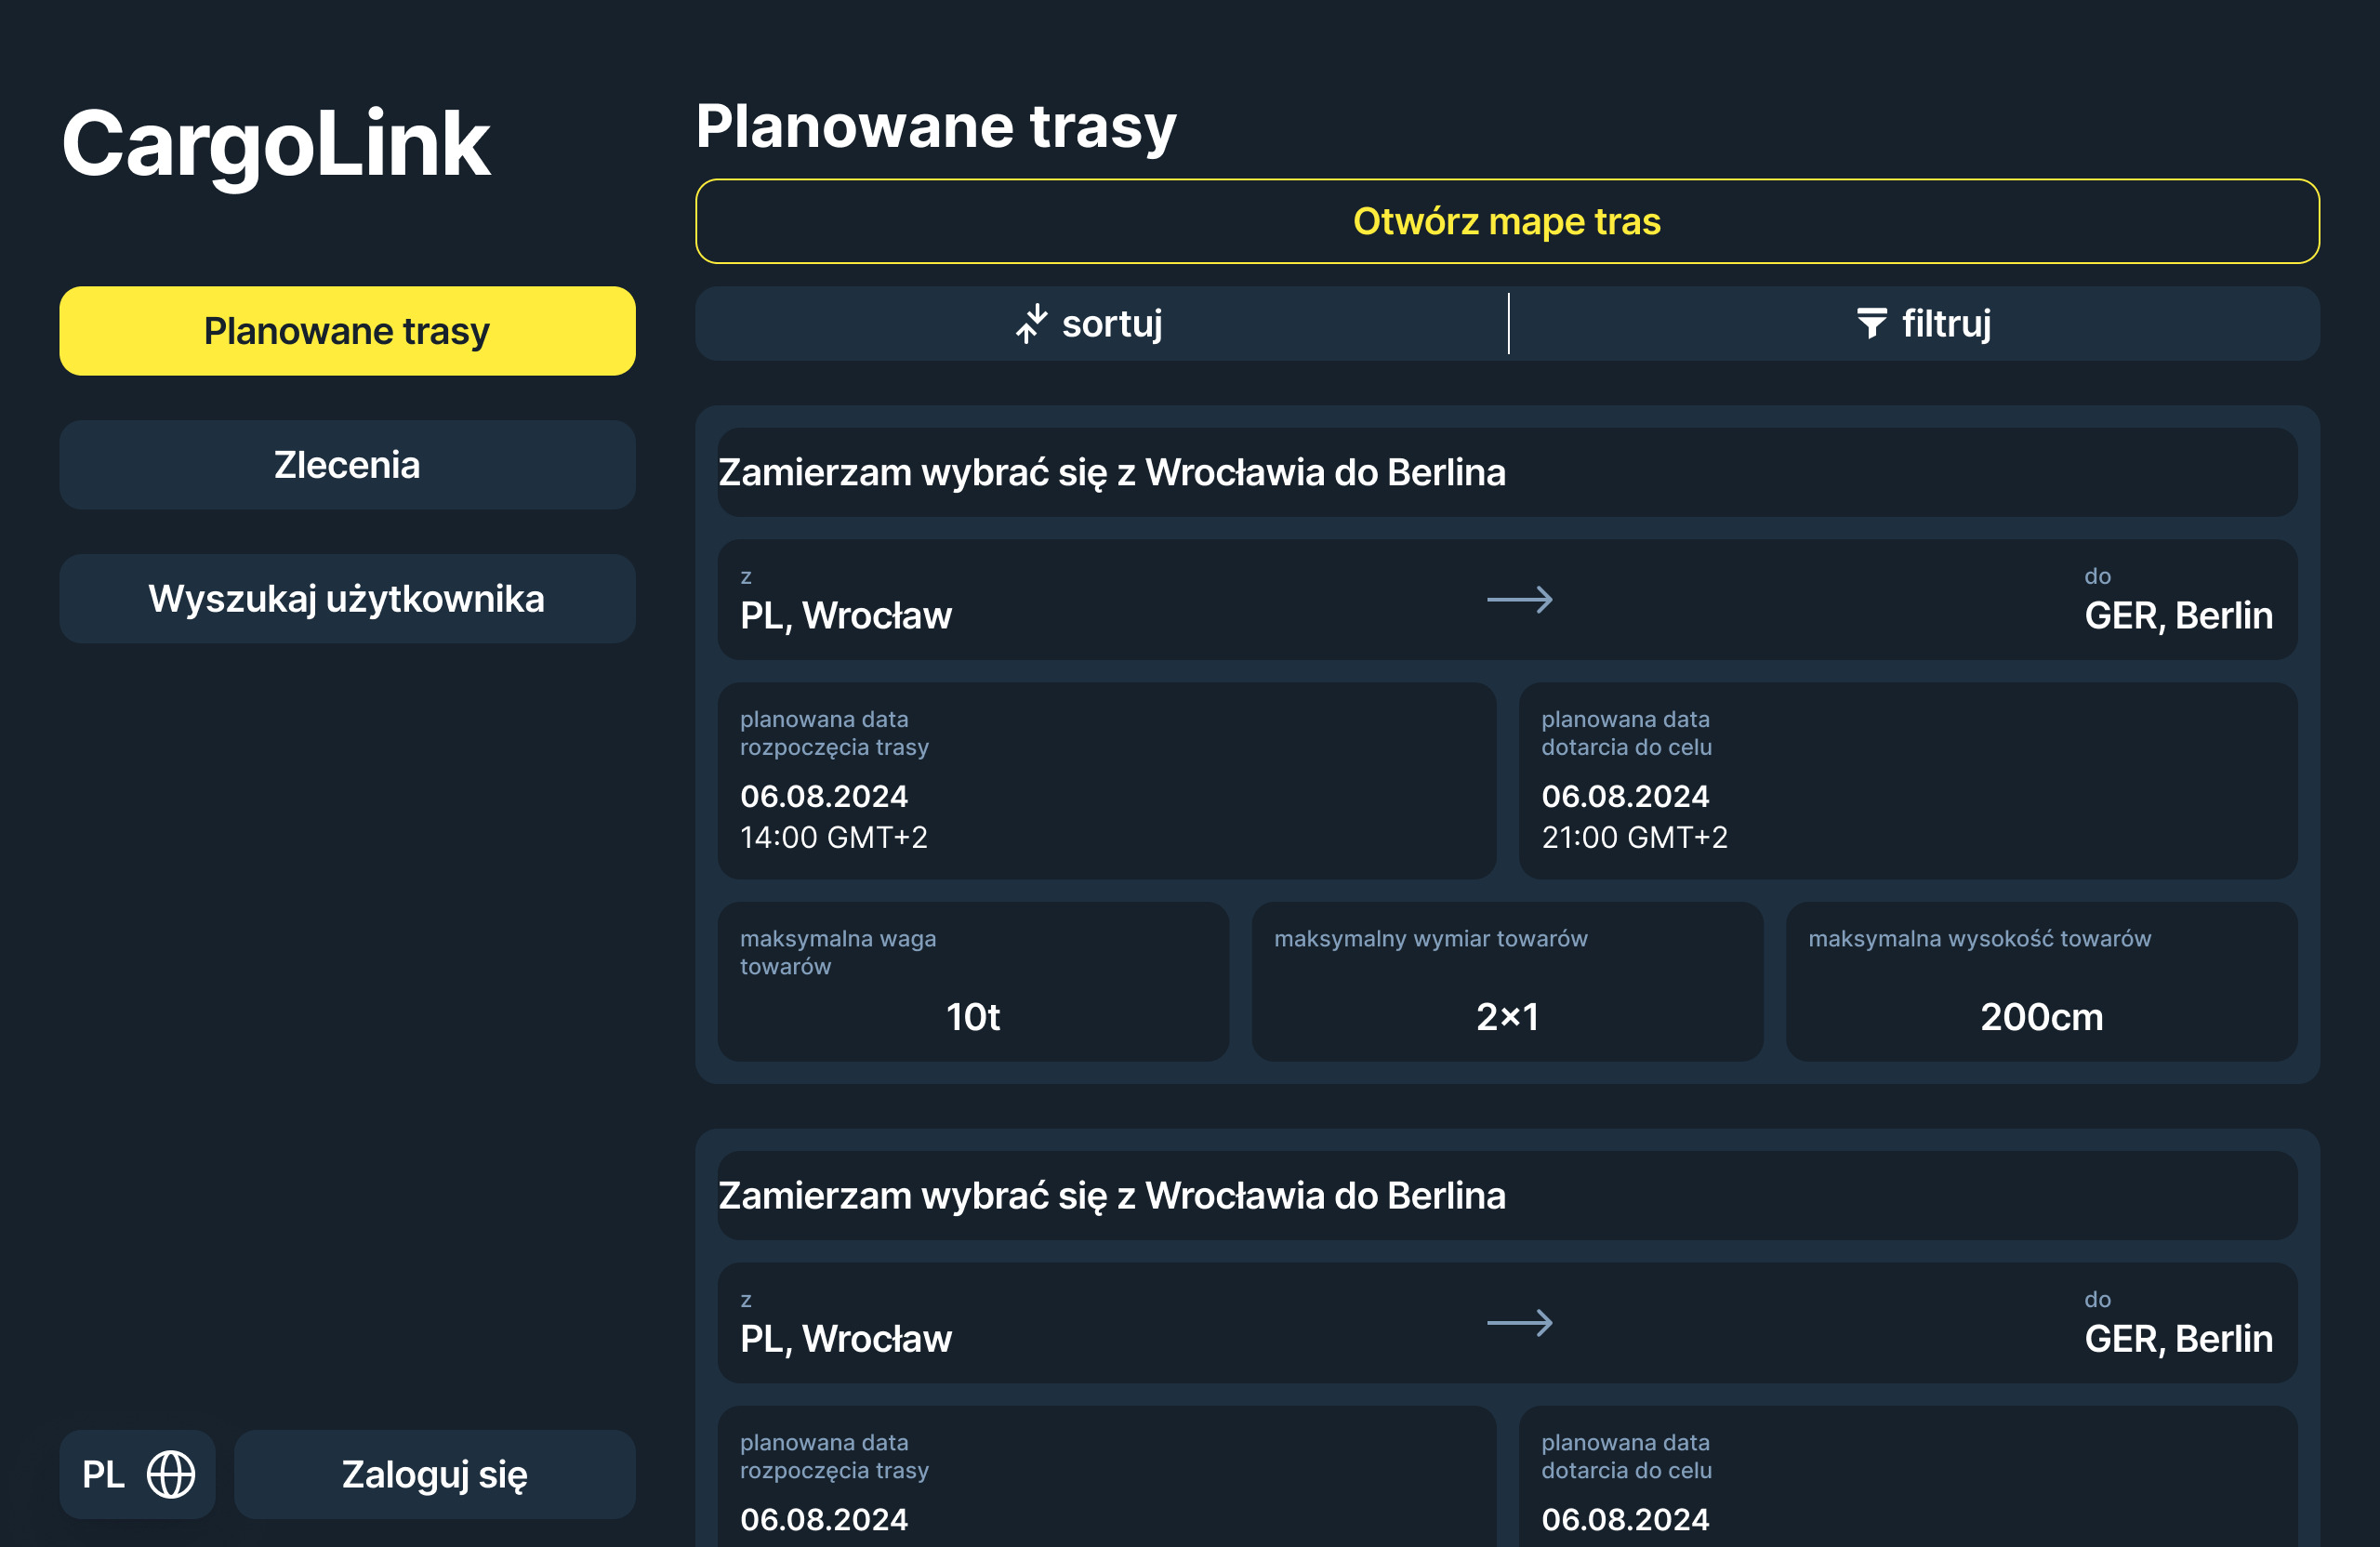 CargoLink
Planowane trasy
Zlecenia
Wyszukaj użytkownika
PL
Zaloguj się
Planowane trasy
Otwórz mape tras
sortuj
filtruj
Zamierzam wybrać się z Wrocławia do Berlina
z
PL, Wrocław
do
GER, Berlin
planowana data
rozpoczęcia trasy
06.08.2024
14:00 GMT+2
planowana data
dotarcia do celu
06.08.2024
21:00 GMT+2
maksymalna waga
towarów
10t
maksymalny wymiar towarów
2×1
maksymalna wysokość towarów
200cm
Zamierzam wybrać się z Wrocławia do Berlina
z
PL, Wrocław
do
GER, Berlin
planowana data
rozpoczęcia trasy
06.08.2024
planowana data
dotarcia do celu
06.08.2024